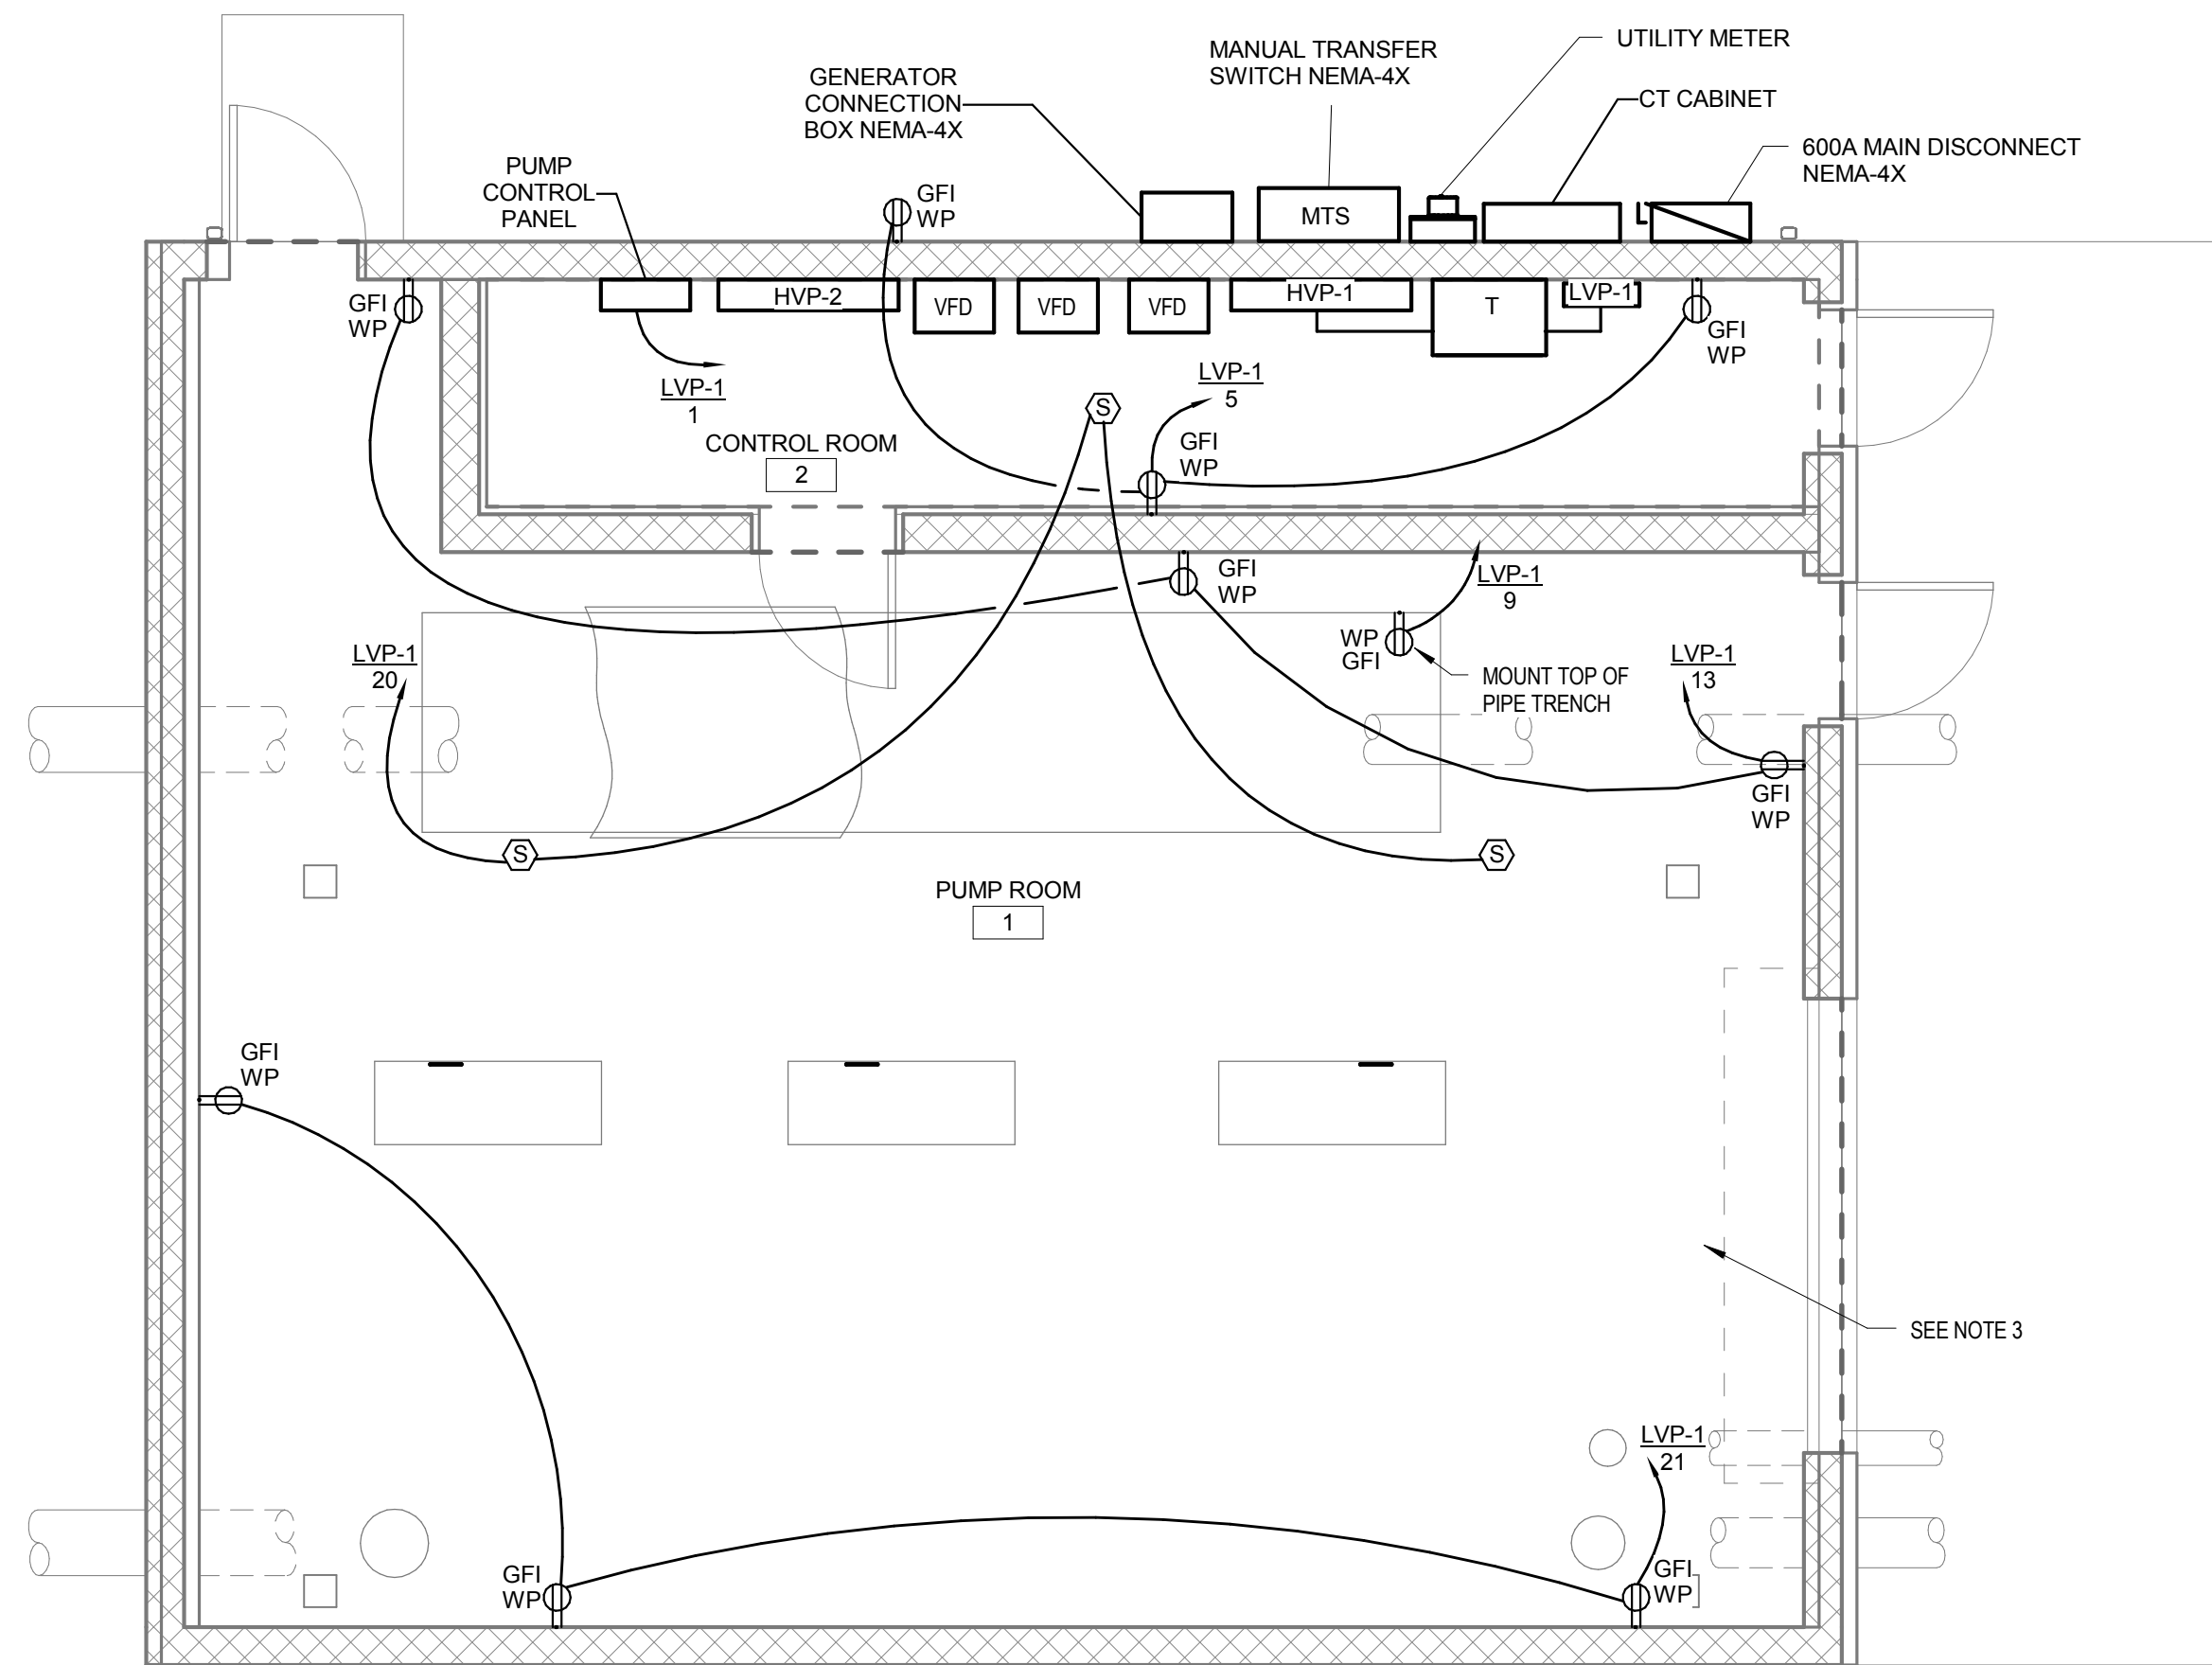 UTILITY METER
MANUAL TRANSFER
SWITCH NEMA-4X
GENERATOR
CONNECTION
BOX NEMA-4X
CT CABINET
600A MAIN DISCONNECT
NEMA-4X
PUMP
CONTROL
PANEL
GFI
WP
MTS
GFI
WP
HVP-2
VFD
VFD
VFD
HVP-1
T
LVP-1
GFI
WP
LVP-1
1
LVP-1
5
S
CONTROL ROOM
2
GFI
WP
GFI
WP
LVP-1
9
WP
GFI
MOUNT TOP OF
PIPE TRENCH
LVP-1
20
LVP-1
13
GFI
WP
S
S
PUMP ROOM
1
GFI
WP
SEE NOTE 3
LVP-1
21
GFI
WP
GFI
WP